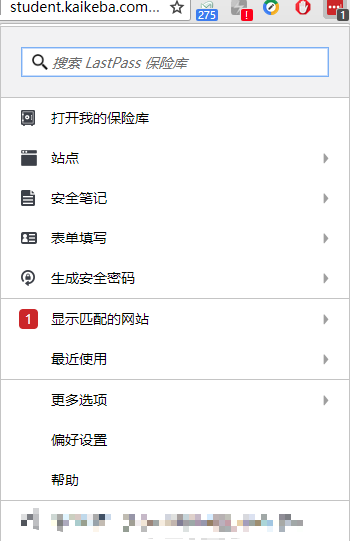 student.kaikeba.com...
275
!
1
搜索 LastPass 保险库
打开我的保险库
站点
安全笔记
表单填写
生成安全密码
1 显示匹配的网站
最近使用
更多选项
偏好设置
帮助